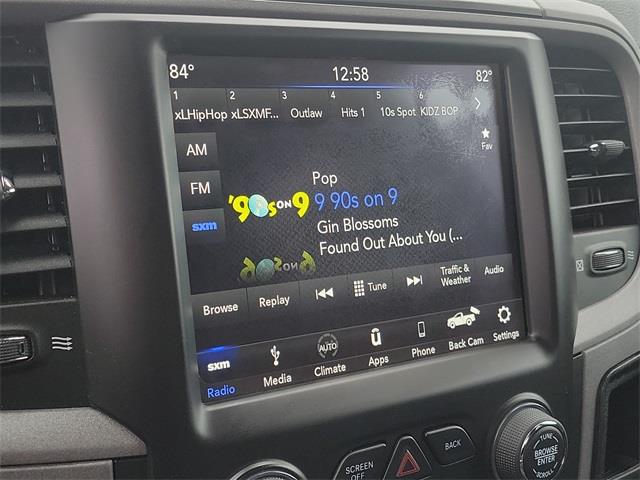 84° 12:58 82°
1 2 3 4 5 6
xLHipHop xLSXMF... Outlaw Hits 1 10s Spot KIDZ BOP
Fav
AM
FM
sxm
'90s ON 9
Pop
9 90s on 9
Gin Blossoms
Found Out About You (...
Browse Replay Tune Traffic & Weather Audio
sxm AUTO
Radio Media Climate Apps Phone Back Cam Settings
SCREEN OFF
BACK
TUNE
BROWSE
ENTER
SCROLL